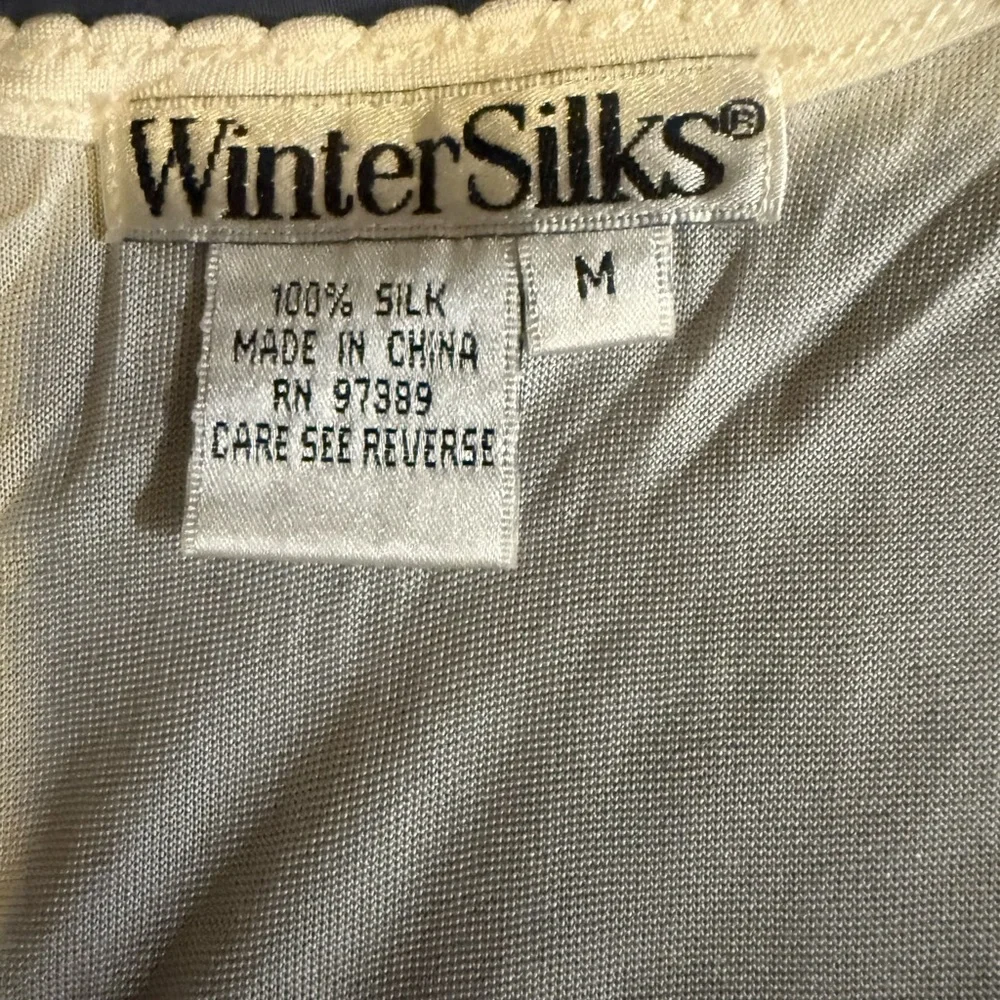 WinterSilks®
M
100% SILK
MADE IN CHINA
RN 97389
CARE SEE REVERSE